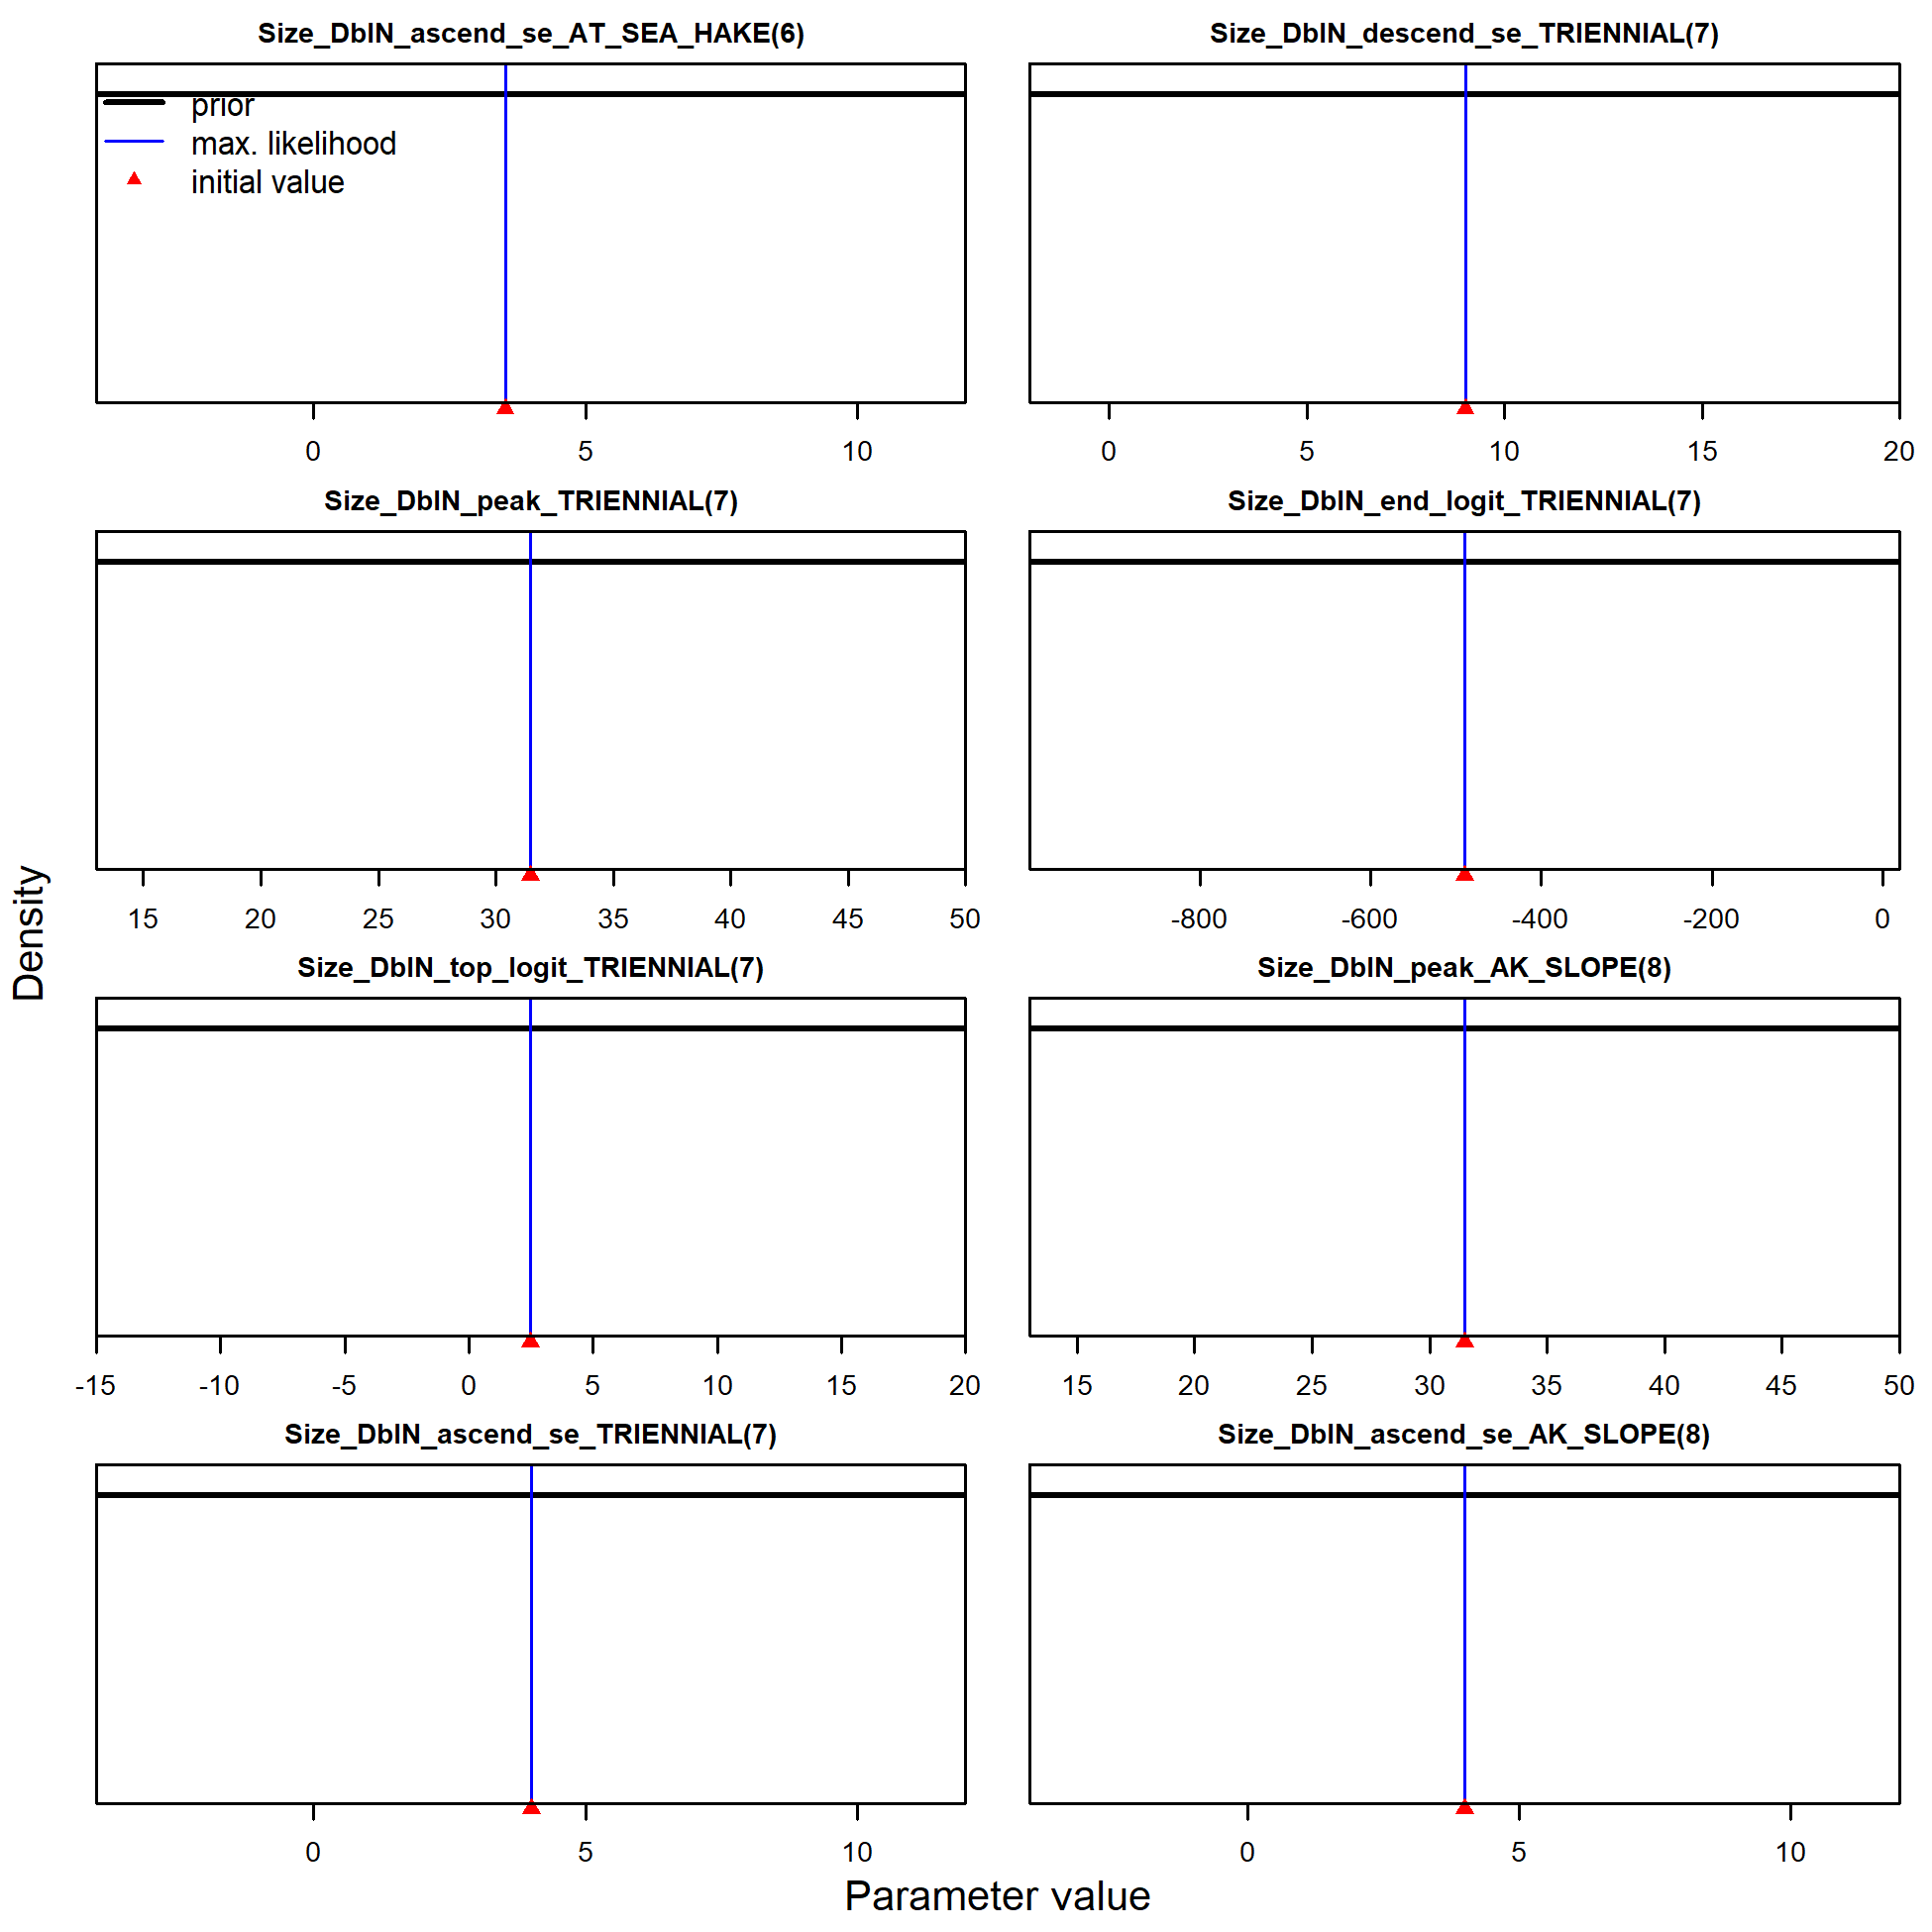 Size_DblN_ascend_se_AT_SEA_HAKE(6)
prior
max. likelihood
initial value
0 5 10
Size_DblN_descend_se_TRIENNIAL(7)
0 5 10 15 20
Size_DblN_peak_TRIENNIAL(7)
15 20 25 30 35 40 45 50
Size_DblN_end_logit_TRIENNIAL(7)
-800 -600 -400 -200 0
Size_DblN_top_logit_TRIENNIAL(7)
-15 -10 -5 0 5 10 15 20
Size_DblN_peak_AK_SLOPE(8)
15 20 25 30 35 40 45 50
Size_DblN_ascend_se_TRIENNIAL(7)
0 5 10
Size_DblN_ascend_se_AK_SLOPE(8)
0 5 10
Density
Parameter value